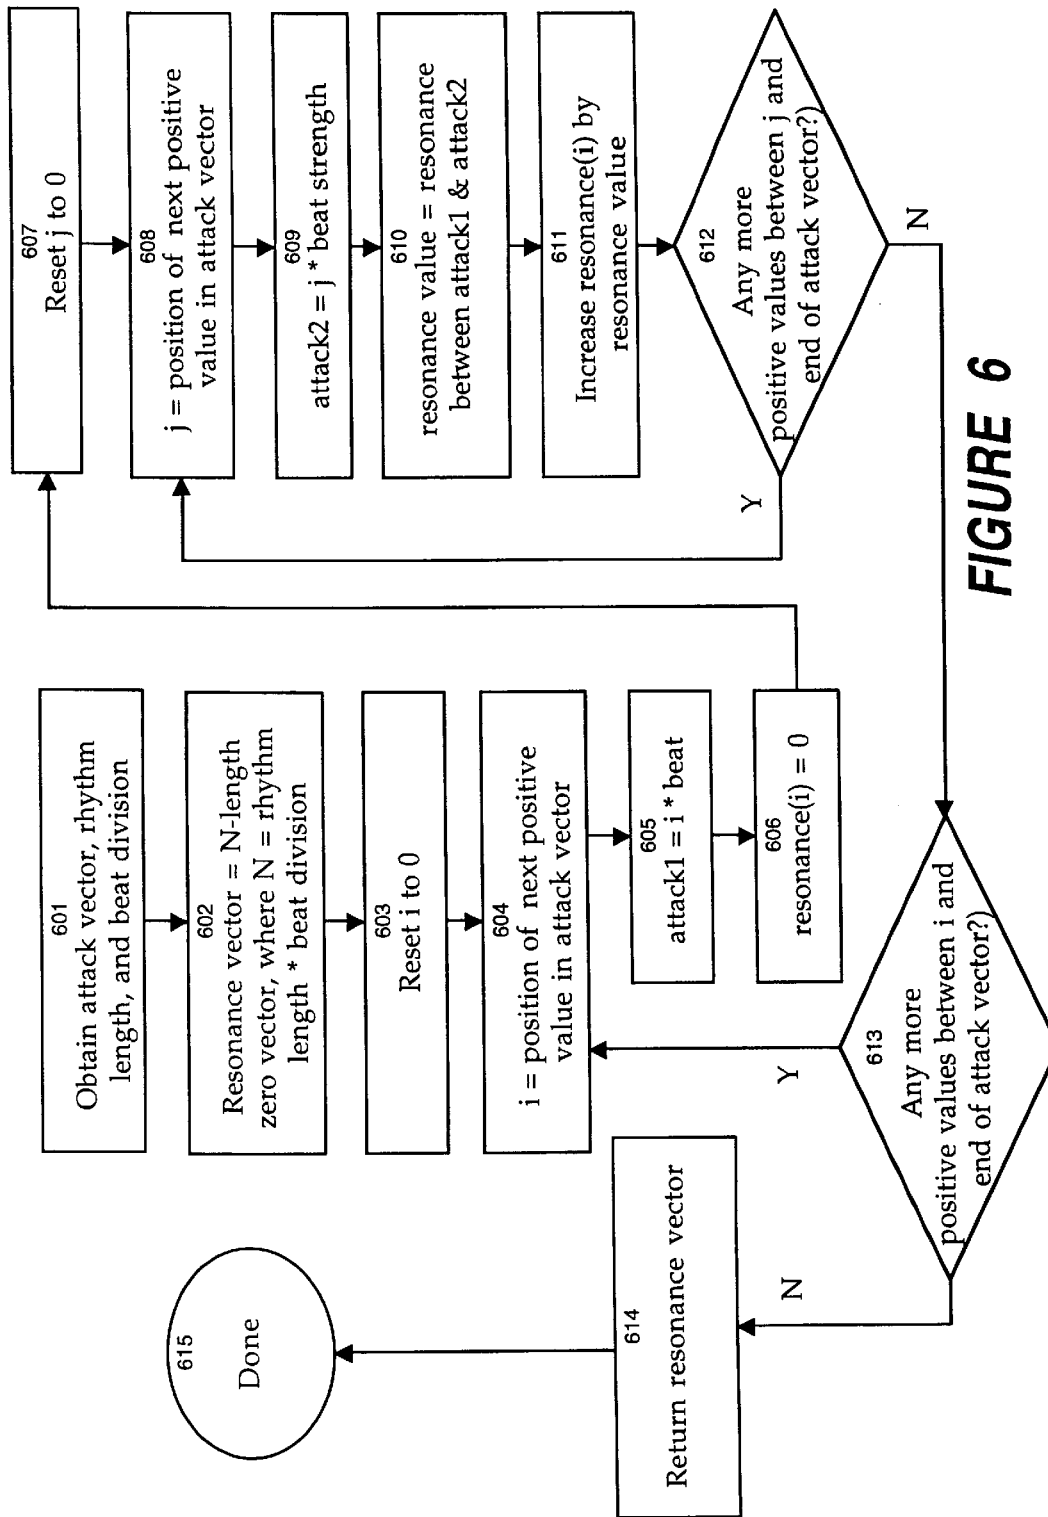 601
Obtain attack vector, rhythm
length, and beat division
602
Resonance vector = N-length
zero vector, where N = rhythm
length * beat division
603
Reset i to 0
604
i = position of next positive
value in attack vector
605
attack1 = i * beat
606
resonance(i) = 0
607
Reset j to 0
608
j = position of next positive
value in attack vector
609
attack2 = j * beat strength
610
resonance value = resonance
between attack1 & attack2
611
Increase resonance(i) by
resonance value
612
Any more
positive values between j and
end of attack vector?)
Y
N
613
Any more
positive values between i and
end of attack vector?)
Y
N
614
Return resonance vector
615
Done
FIGURE 6